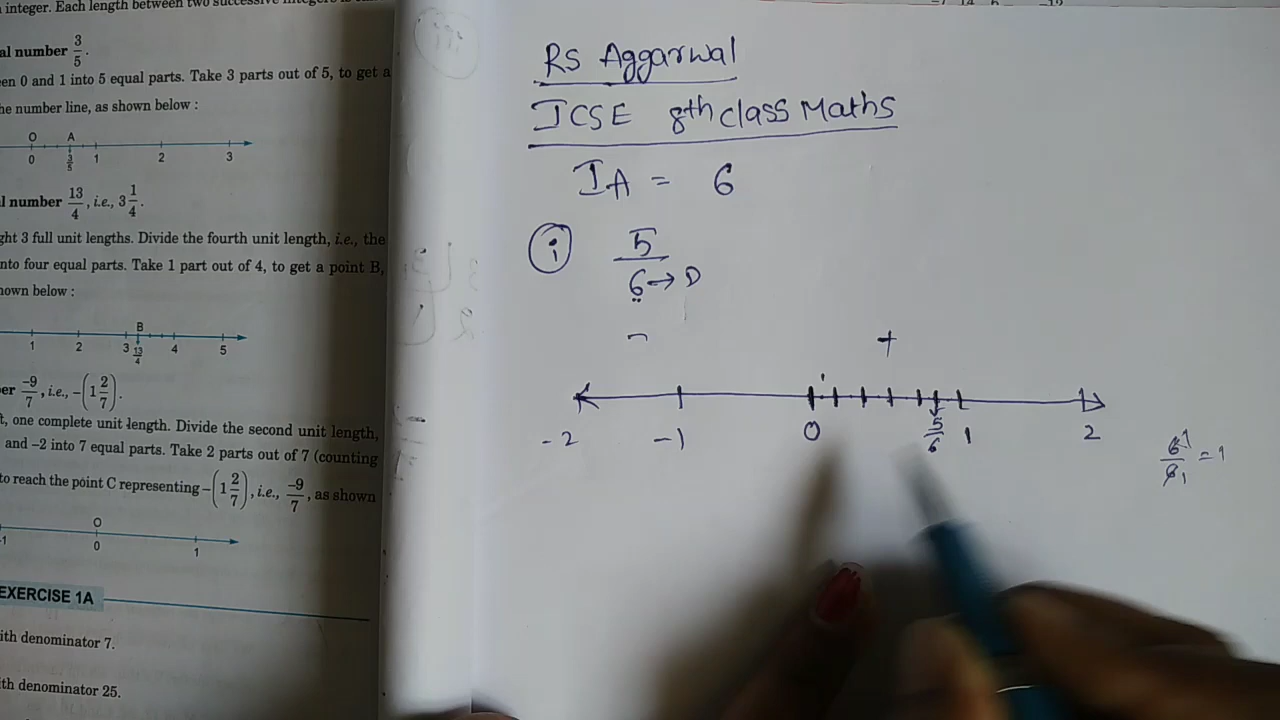 integer. Each length between two successive integers is
al number 3/5.
en 0 and 1 into 5 equal parts. Take 3 parts out of 5, to get a
he number line, as shown below :
O A
0 3/5 1 2 3
l number 13/4, i.e., 3 1/4.
ght 3 full unit lengths. Divide the fourth unit length, i.e., the
nto four equal parts. Take 1 part out of 4, to get a point B,
hown below :
B
1 2 3 13/4 4 5
er -9/7, i.e., -(1 2/7).
t, one complete unit length. Divide the second unit length,
and -2 into 7 equal parts. Take 2 parts out of 7 (counting
to reach the point C representing -(1 2/7), i.e., -9/7, as shown
O
-1 0 1
EXERCISE 1A
ith denominator 7.
ith denominator 25.
RS Aggarwal
ICSE 8th class Maths
IA = 6
i 5/6 → D
- +
-2 -1 0 5/6 1 2
6/6 = 1